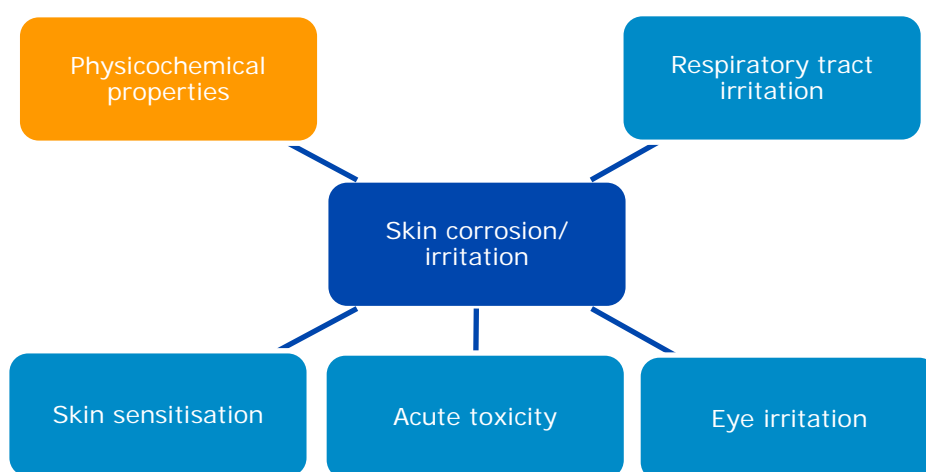 Physicochemical
properties
Respiratory tract
irritation
Skin corrosion/
irritation
Skin sensitisation
Acute toxicity
Eye irritation